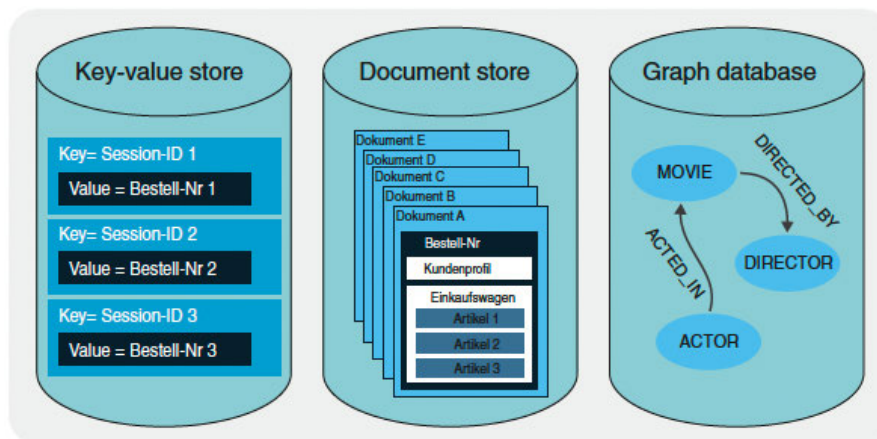 Key-value store
Key= Session-ID 1
Value = Bestell-Nr 1
Key= Session-ID 2
Value = Bestell-Nr 2
Key= Session-ID 3
Value = Bestell-Nr 3
Document store
Dokument E
Dokument D
Dokument C
Dokument B
Dokument A
Bestell-Nr
Kundenprofil
Einkaufswagen
Artikel 1
Artikel 2
Artikel 3
Graph database
MOVIE
DIRECTED_BY
DIRECTOR
ACTED_IN
ACTOR